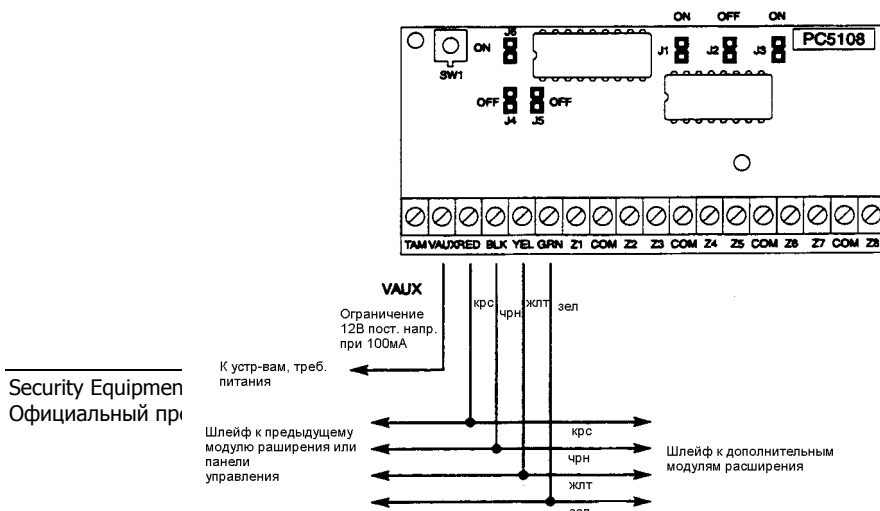 ON OFF ON
J6
ON
J1 J2 J3
PC5108
SW1
OFF OFF
J4 J5
TAM VAUX RED BLK YEL GRN Z1 COM Z2 Z3 COM Z4 Z5 COM Z6 Z7 COM Z8
VAUX
Ограничение
12В пост. напр.
при 100мА
крс
чрн
жлт
зел
К устр-вам, треб.
питания
Security Equipmen
Официальный пр
Шлейф к предыдущему
модулю раширения или
панели
управления
крс
чрн
жлт
Шлейф к дополнительным
модулям расширения